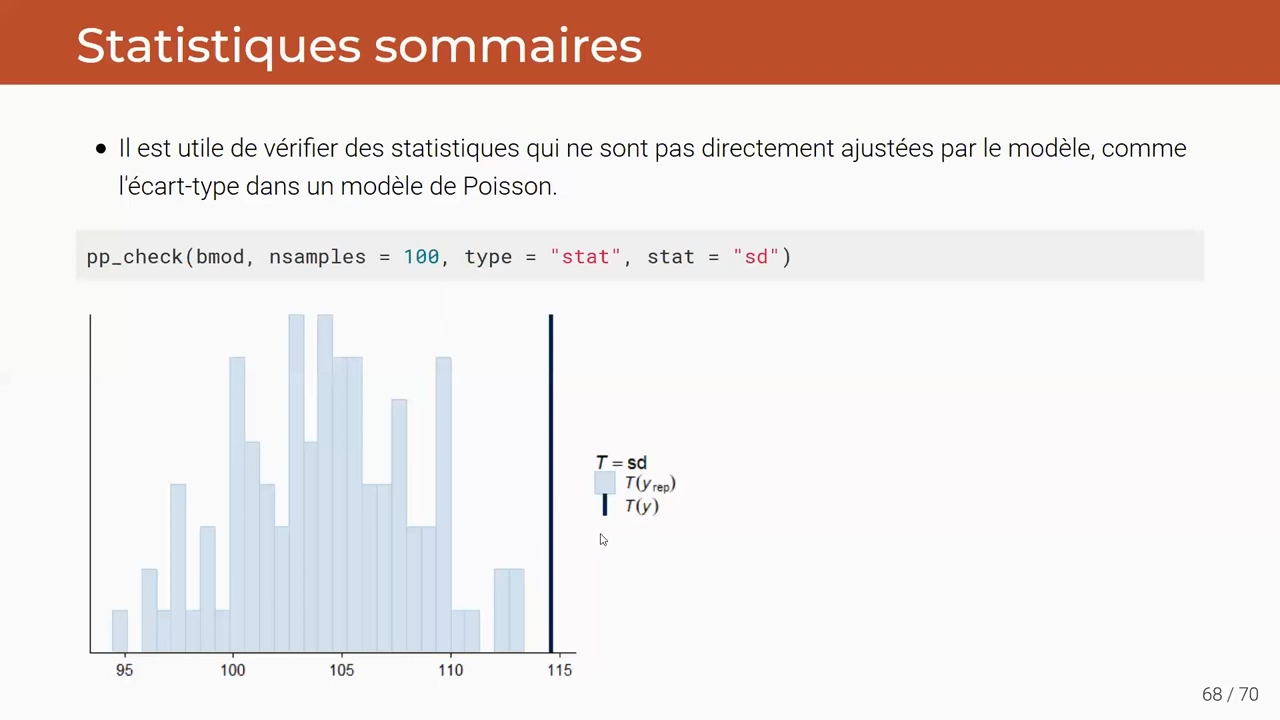 Statistiques sommaires
Il est utile de vérifier des statistiques qui ne sont pas directement ajustées par le modèle, comme
l'écart-type dans un modèle de Poisson.
pp_check(bmod, nsamples = 100, type = "stat", stat = "sd")
T = sd
T(yrep)
T(y)
95 100 105 110 115
68 / 70